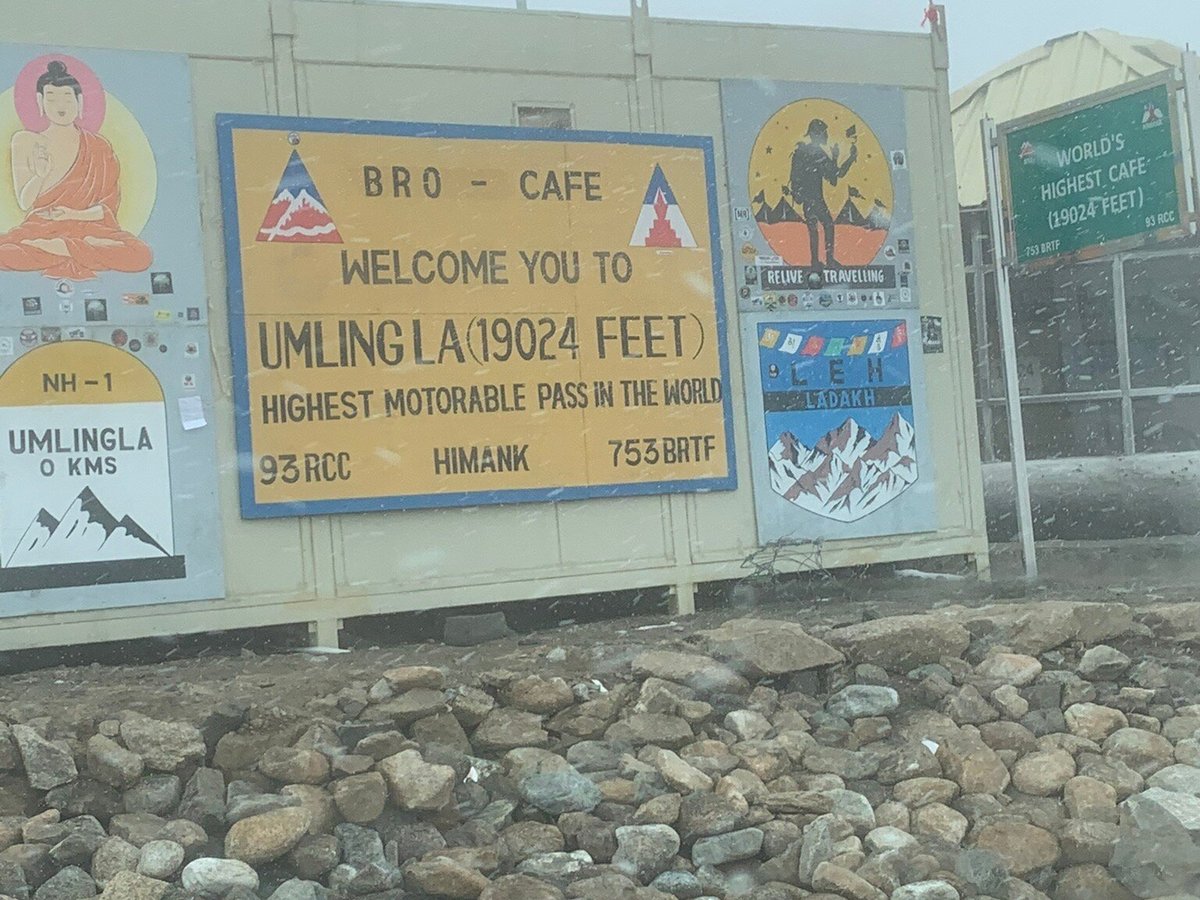 BRO - CAFE
WELCOME YOU TO
UMLING LA (19024 FEET)
HIGHEST MOTORABLE PASS IN THE WORLD
93 RCC HIMANK 753 BRTF
NH-1
UMLINGLA
0 KMS
RELIVE TRAVELLING
LEH
LADAKH
WORLD'S
HIGHEST CAFE
(19024 FEET)
753 BRTF 93 RCC